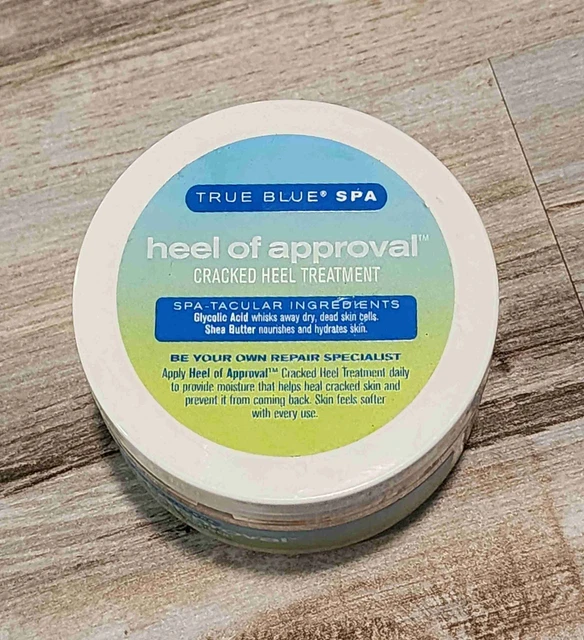 TRUE BLUE® SPA
heel of approval™
CRACKED HEEL TREATMENT
SPA-TACULAR INGREDIENTS
Glycolic Acid whisks away dry, dead skin cells.
Shea Butter nourishes and hydrates skin.
BE YOUR OWN REPAIR SPECIALIST
Apply Heel of Approval™ Cracked Heel Treatment daily
to provide moisture that helps heal cracked skin and
prevent it from coming back. Skin feels softer
with every use.
approval